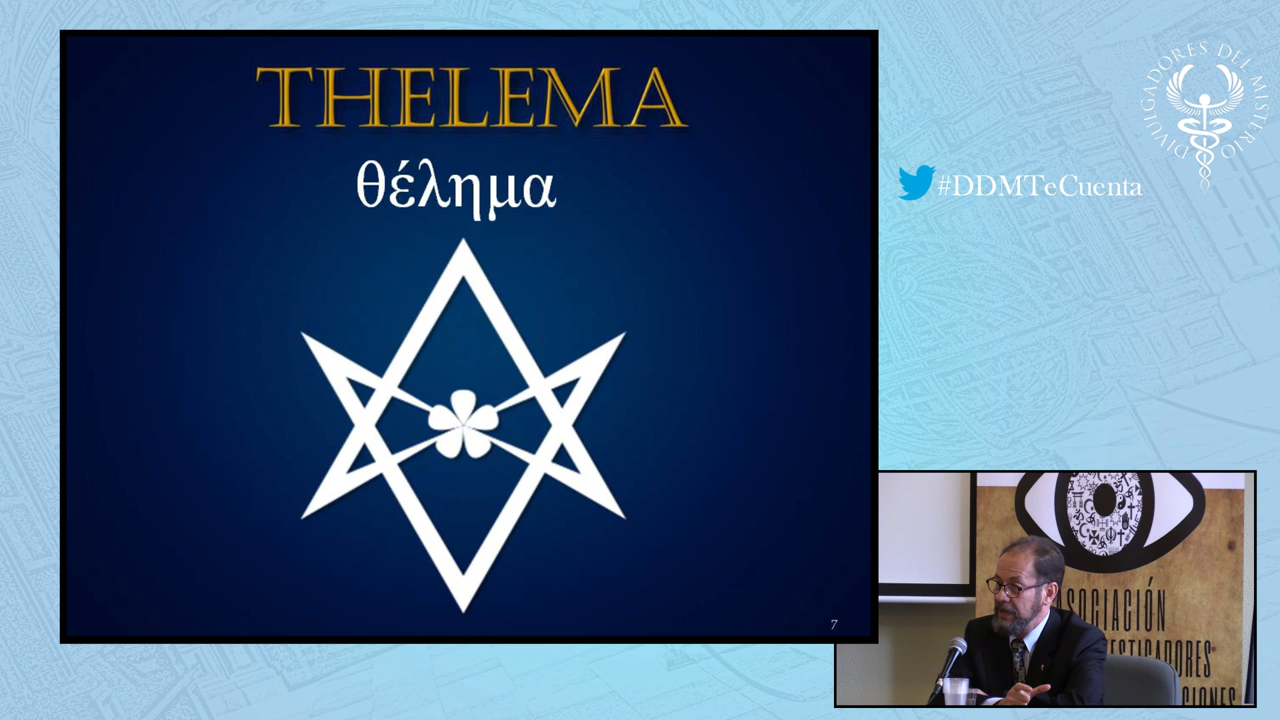 THELEMA
θέλημα
7
DIVULGADORES DEL MISTERIO
#DDMTeCuenta
SOCIACIÓN
ESTIGADORES
CIONES